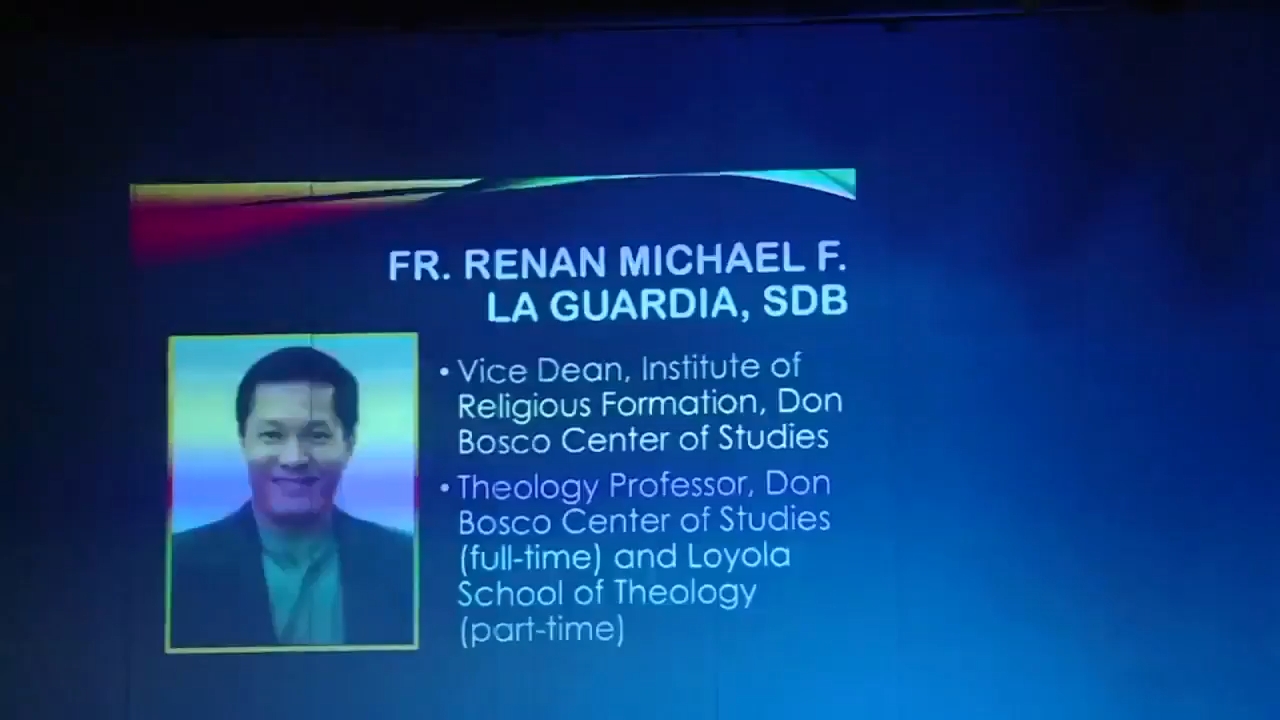 FR. RENAN MICHAEL F.
LA GUARDIA, SDB
• Vice Dean, Institute of
Religious Formation, Don
Bosco Center of Studies
• Theology Professor, Don
Bosco Center of Studies
(full-time) and Loyola
School of Theology
(part-time)